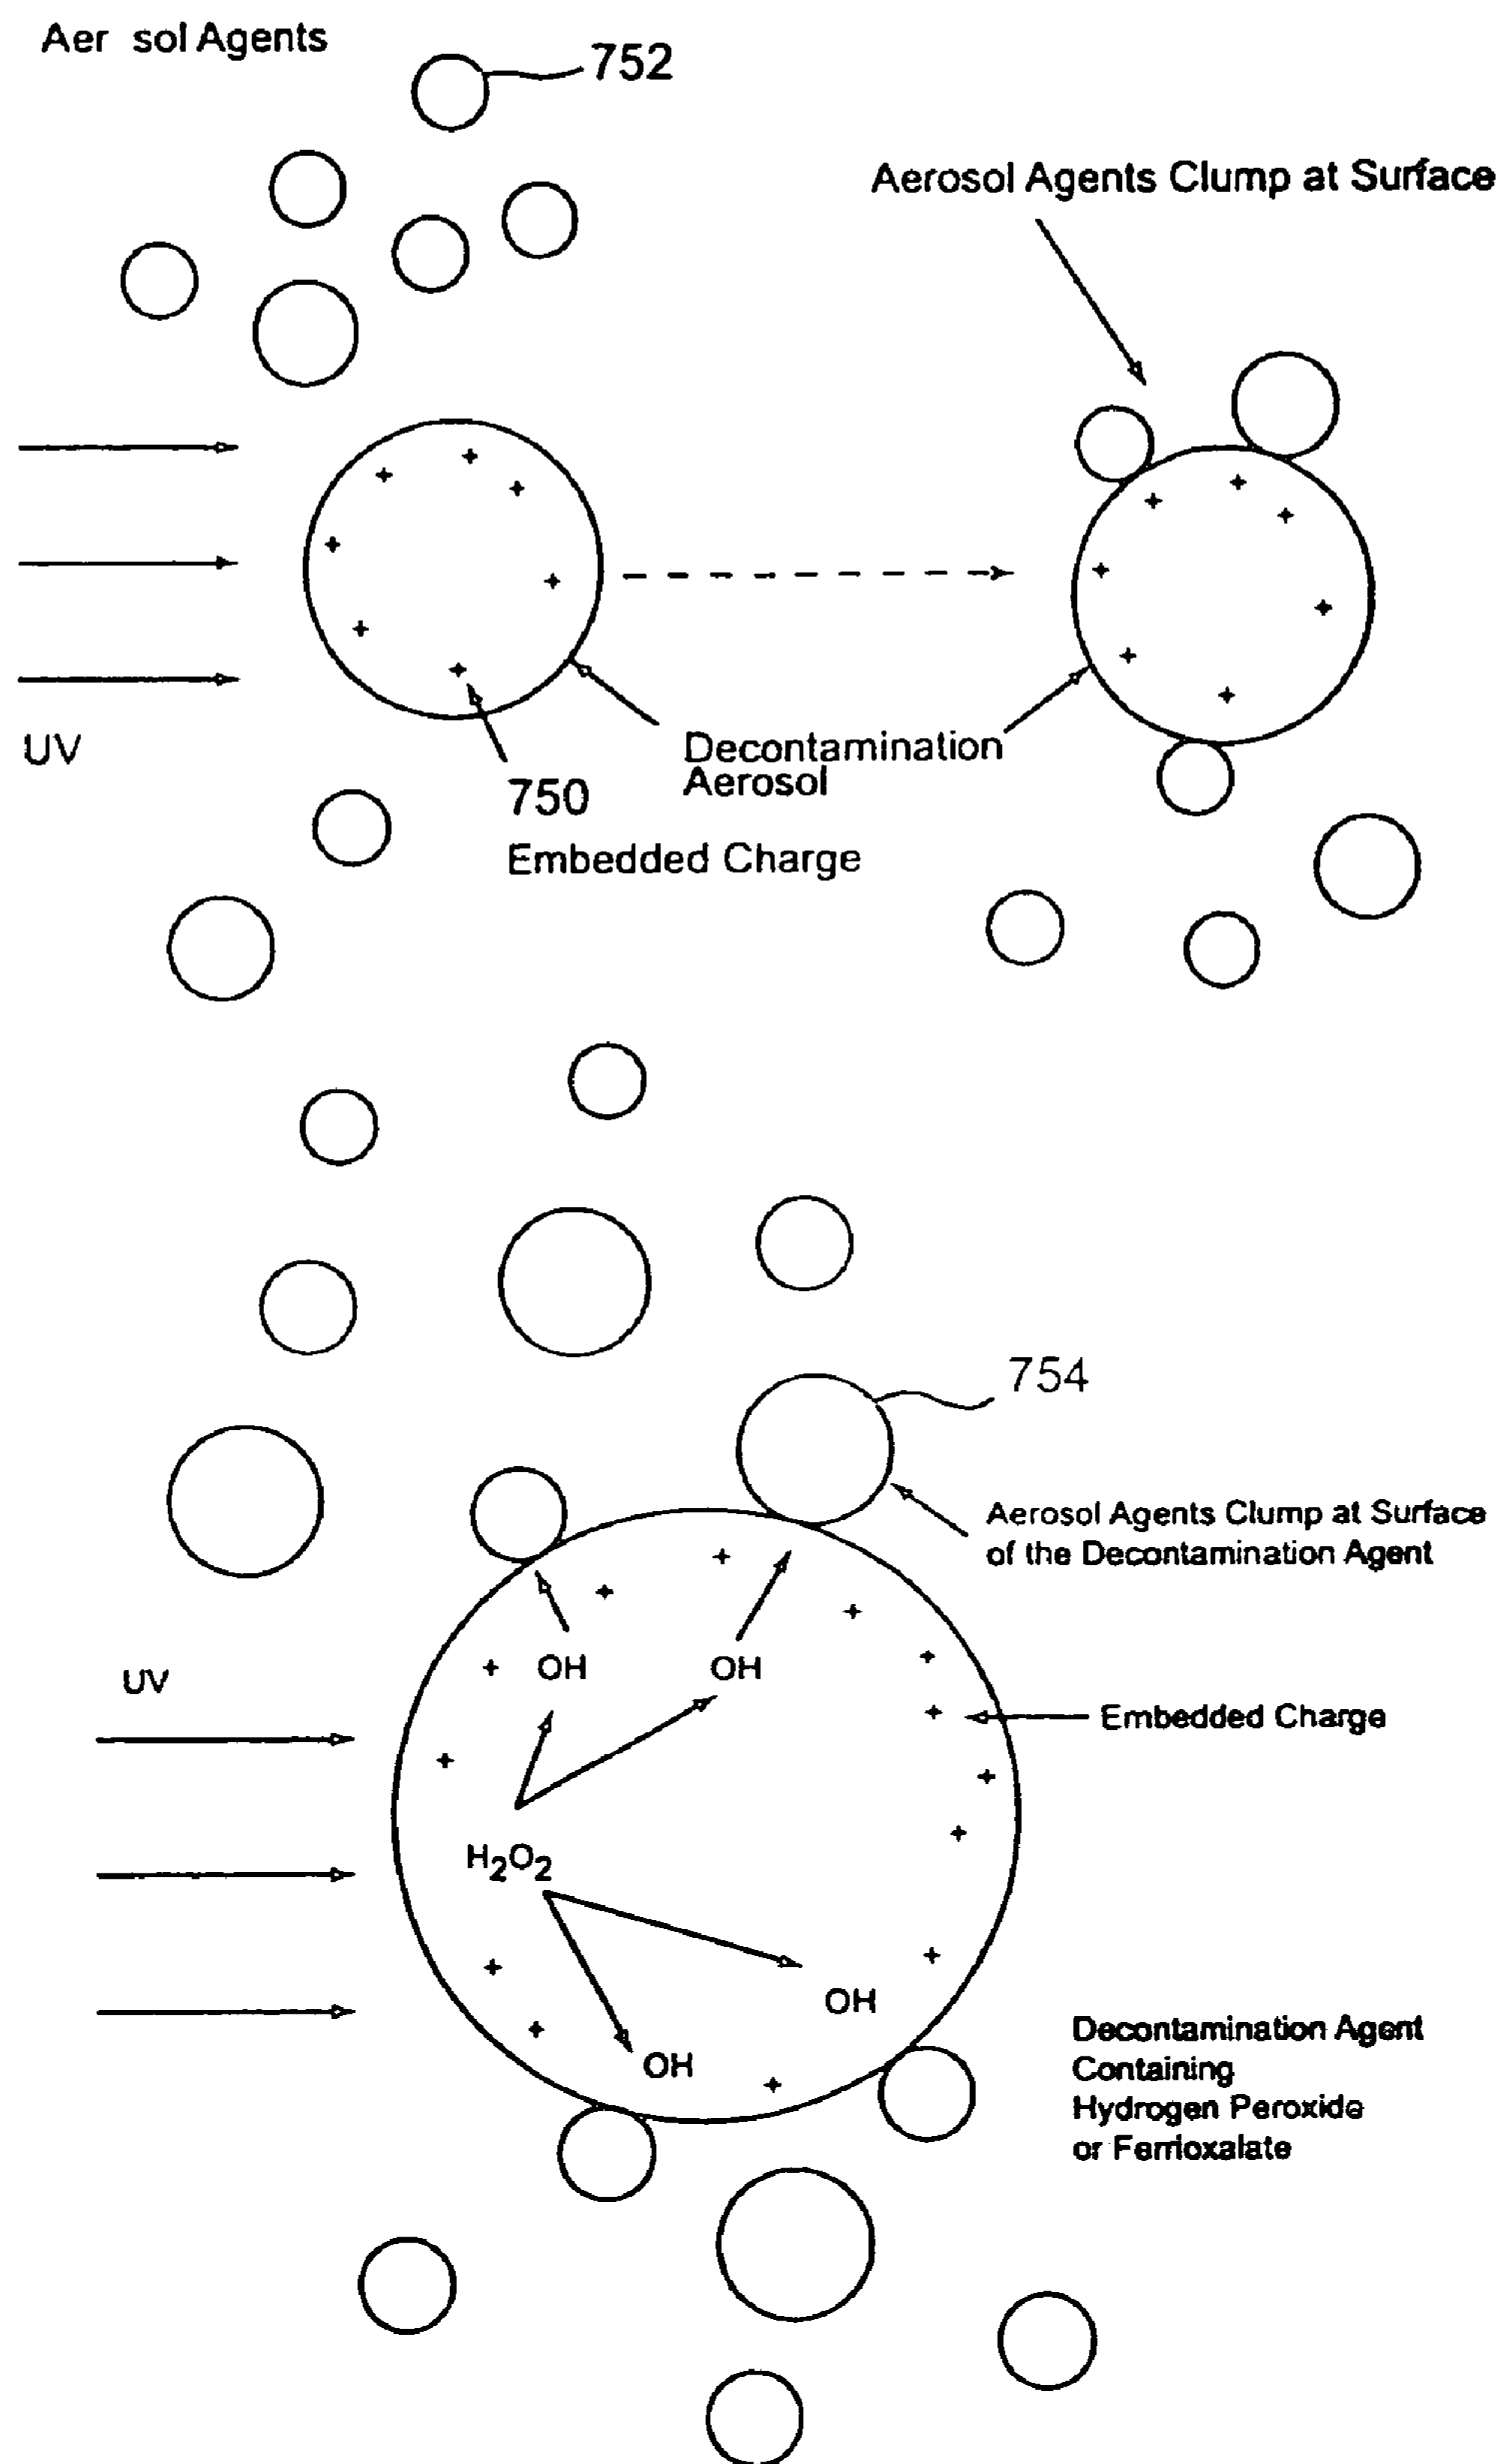 Aer sol Agents
752
Aerosol Agents Clump at Surface
UV
Decontamination
Aerosol
750
Embedded Charge
754
Aerosol Agents Clump at Surface
of the Decontamination Agent
OH
OH
UV
Embedded Charge
H2O2
OH
OH
Decontamination Agent
Containing
Hydrogen Peroxide
or Ferrioxalate